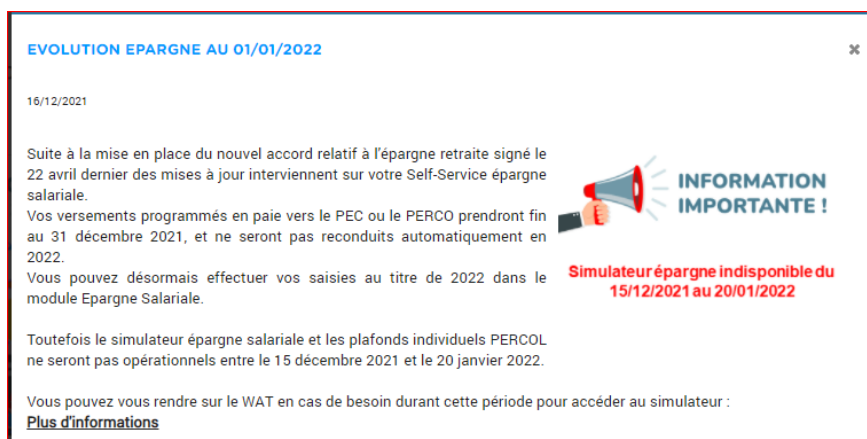 EVOLUTION EPARGNE AU 01/01/2022
16/12/2021
Suite à la mise en place du nouvel accord relatif à l'épargne retraite signé le
22 avril dernier des mises à jour interviennent sur votre Self-Service épargne
salariale.
Vos versements programmés en paie vers le PEC ou le PERCO prendront fin
au 31 décembre 2021, et ne seront pas reconduits automatiquement en
2022.
Vous pouvez désormais effectuer vos saisies au titre de 2022 dans le
module Epargne Salariale.
Toutefois le simulateur épargne salariale et les plafonds individuels PERCOL
ne seront pas opérationnels entre le 15 décembre 2021 et le 20 janvier 2022.
INFORMATION
IMPORTANTE !
Simulateur épargne indisponible du
15/12/2021 au 20/01/2022
Vous pouvez vous rendre sur le WAT en cas de besoin durant cette période pour accéder au simulateur :
Plus d'informations